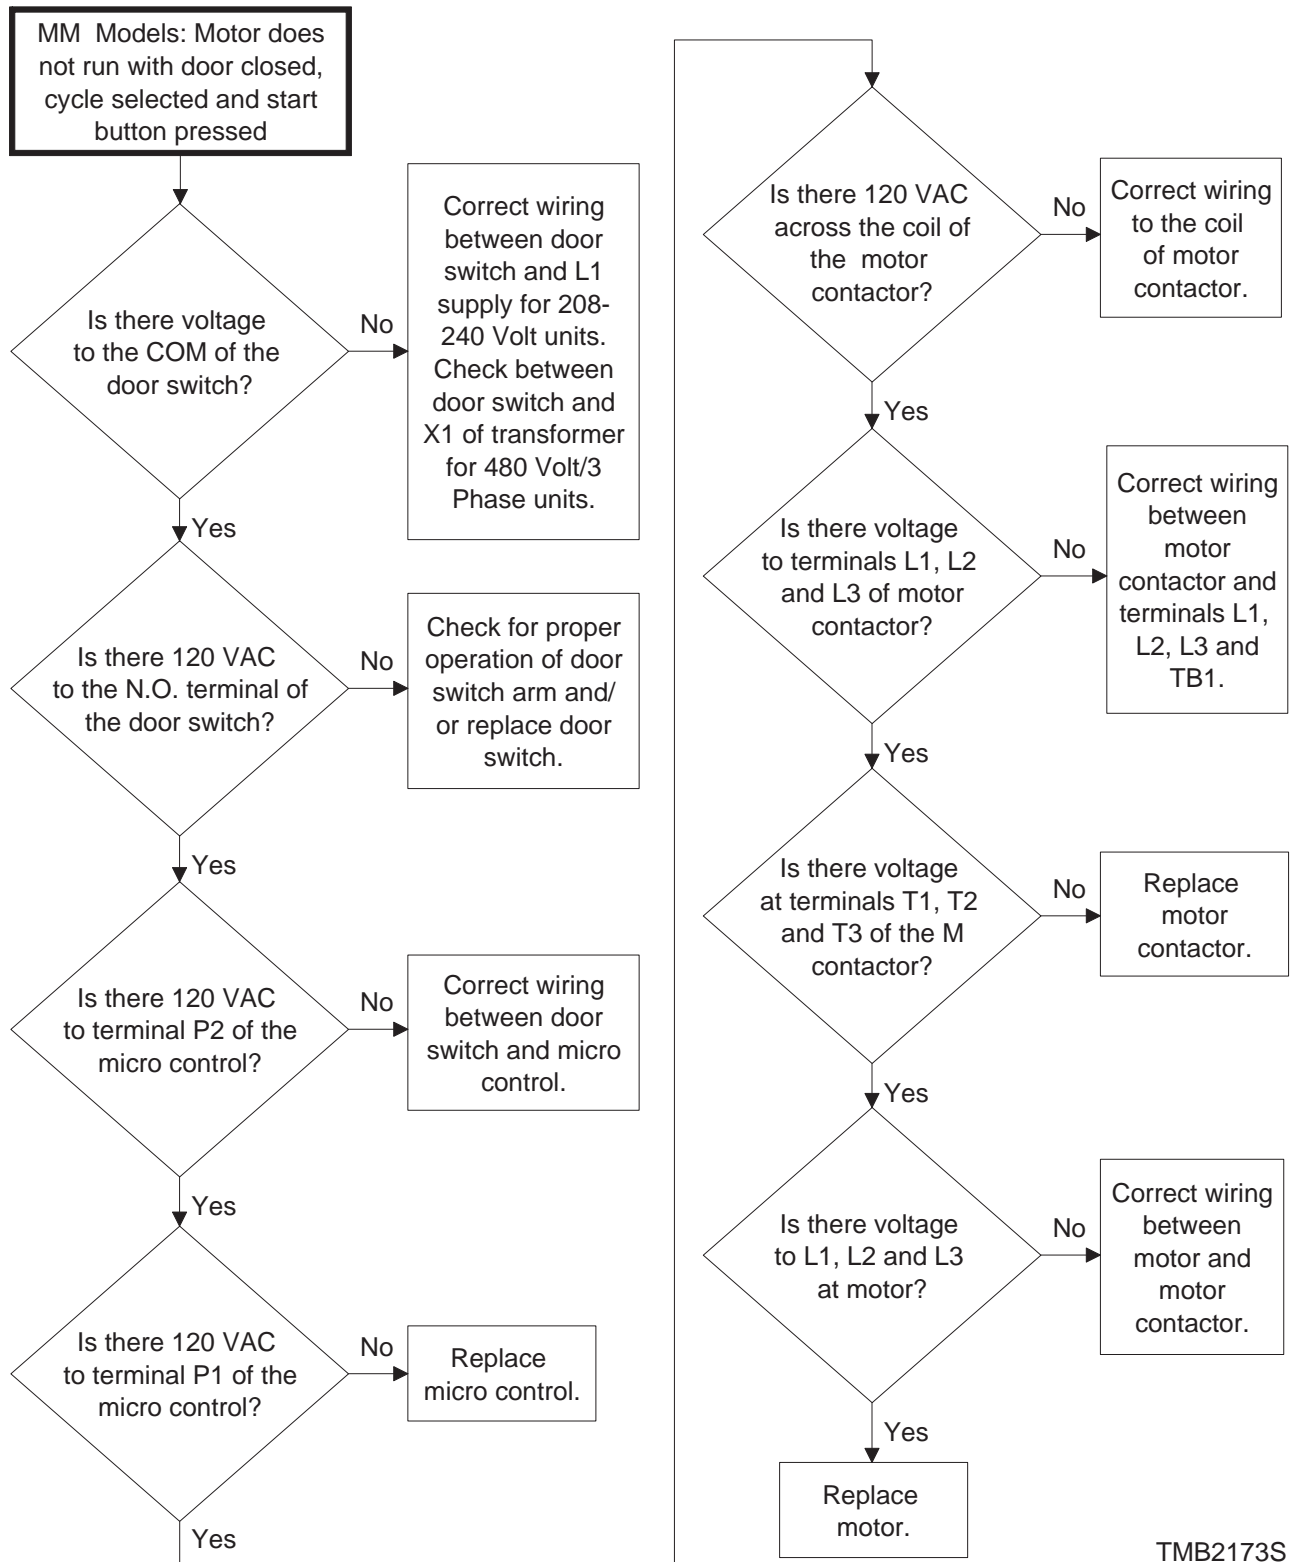 MM Models: Motor does
not run with door closed,
cycle selected and start
button pressed
Is there voltage
to the COM of the
door switch?
No
Correct wiring
between door
switch and L1
supply for 208-
240 Volt units.
Check between
door switch and
X1 of transformer
for 480 Volt/3
Phase units.
Yes
Is there 120 VAC
to the N.O. terminal of
the door switch?
No
Check for proper
operation of door
switch arm and/
or replace door
switch.
Yes
Is there 120 VAC
to terminal P2 of the
micro control?
No
Correct wiring
between door
switch and micro
control.
Yes
Is there 120 VAC
to terminal P1 of the
micro control?
No
Replace
micro control.
Yes
Is there 120 VAC
across the coil of
the motor
contactor?
No
Correct wiring
to the coil
of motor
contactor.
Yes
Is there voltage
to terminals L1, L2
and L3 of motor
contactor?
No
Correct wiring
between
motor
contactor and
terminals L1,
L2, L3 and
TB1.
Yes
Is there voltage
at terminals T1, T2
and T3 of the M
contactor?
No
Replace
motor
contactor.
Yes
Is there voltage
to L1, L2 and L3
at motor?
No
Correct wiring
between
motor and
motor
contactor.
Yes
Replace
motor.
TMB2173S